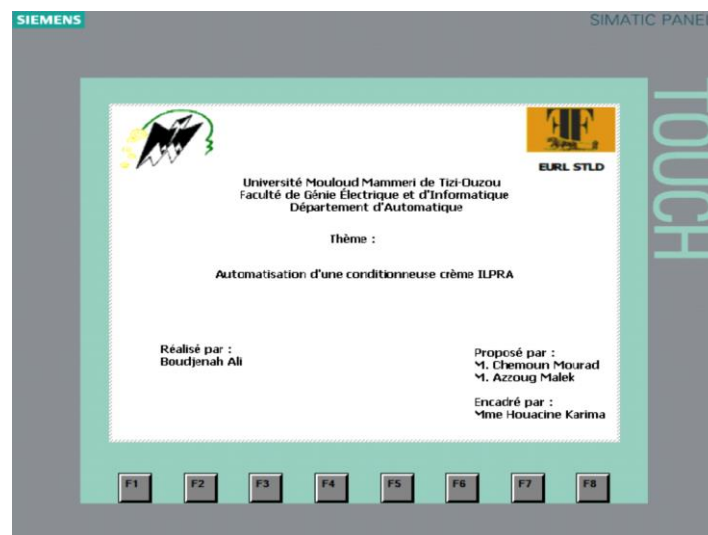 SIEMENS
SIMATIC PANEL
TOUCH
EURL STLD
Université Mouloud Mammeri de Tizi-Ouzou
Faculté de Génie Électrique et d'Informatique
Département d'Automatique
Thème :
Automatisation d'une conditionneuse crème ILPRA
Réalisé par :
Boudjenah Ali
Proposé par :
M. Chemoun Mourad
M. Azzoug Malek
Encadré par :
Mme Houacine Karima
F1 F2 F3 F4 F5 F6 F7 F8